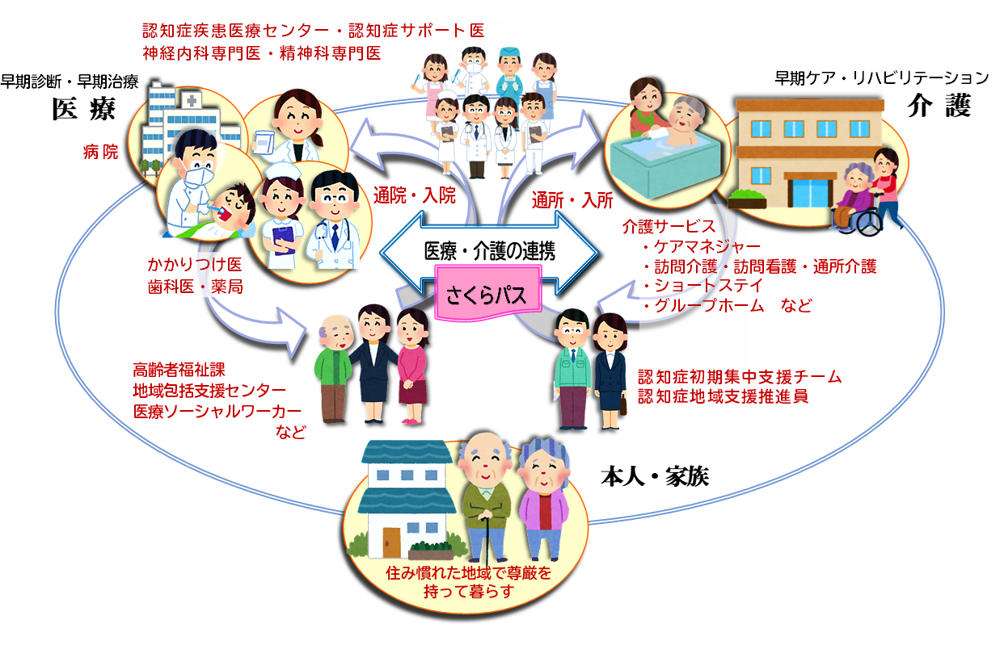 認知症疾患医療センター・認知症サポート医
神経内科専門医・精神科専門医
早期診断・早期治療
医療
病院
早期ケア・リハビリテーション
介護
通院・入院
通所・入所
医療・介護の連携
さくらパス
介護サービス
・ケアマネジャー
・訪問介護・訪問看護・通所介護
・ショートステイ
・グループホーム　など
かかりつけ医
歯科医・薬局
高齢者福祉課
地域包括支援センター
医療ソーシャルワーカー
など
認知症初期集中支援チーム
認知症地域支援推進員
本人・家族
住み慣れた地域で尊厳を
持って暮らす